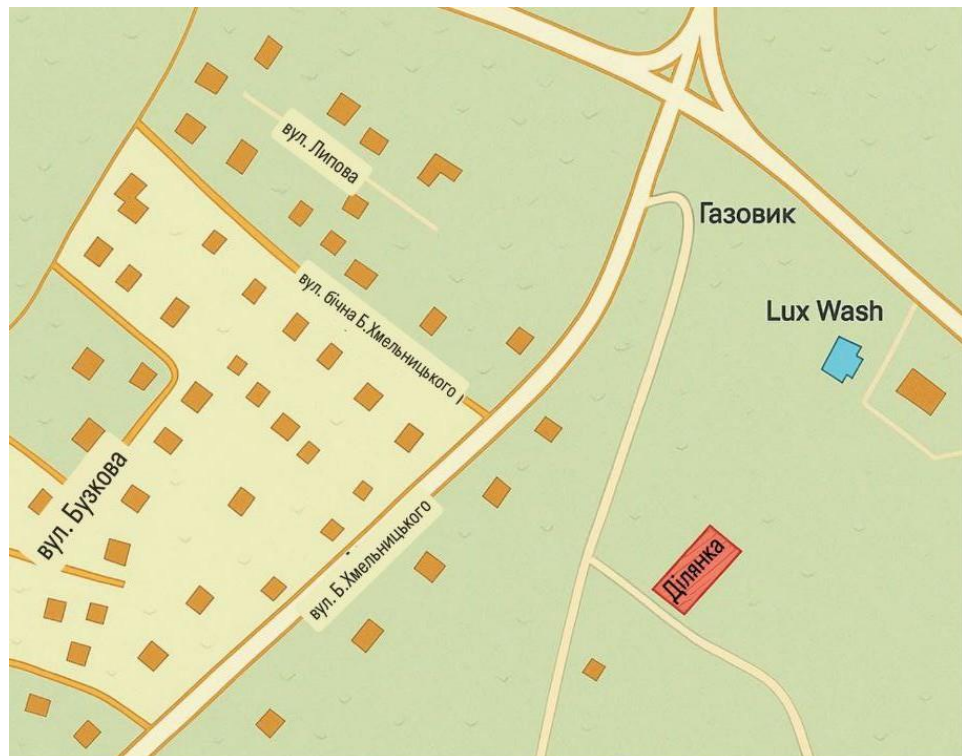 вул. Липова
Газовик
вул. бічна Б.Хмельницького
Lux Wash
вул. Бузкова
вул. Б.Хмельницького
Ділянка